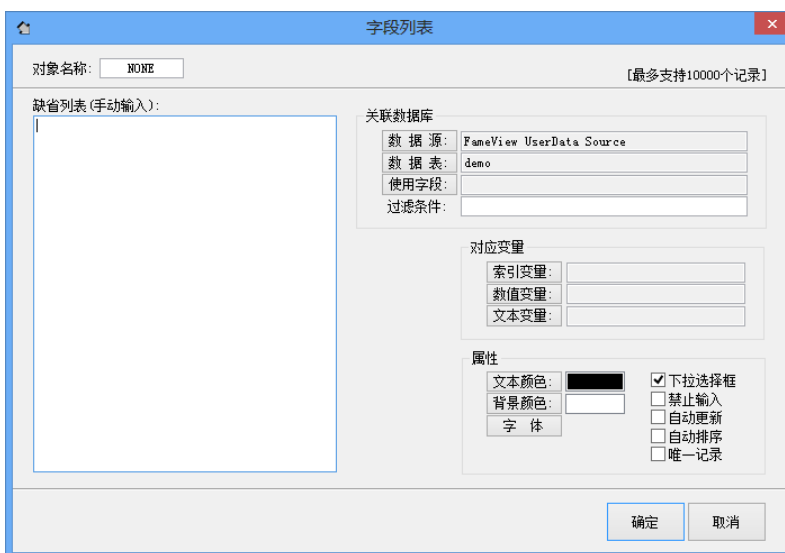 字段列表
对象名称: NONE
[最多支持10000个记录]
缺省列表(手动输入):
关联数据库
数 据 源: FameView UserData Source
数 据 表: demo
使用字段:
过滤条件:
对应变量
索引变量:
数值变量:
文本变量:
属性
文本颜色:
下拉选择框
背景颜色:
禁止输入
字 体
自动更新
自动排序
唯一记录
确定 取消